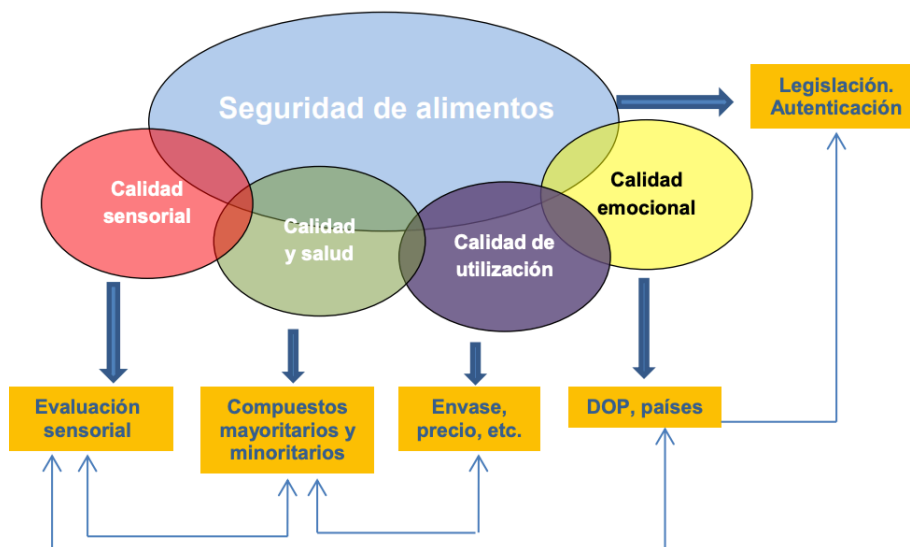 Seguridad de alimentos
Legislación.
Autenticación
Calidad
sensorial
Calidad
y salud
Calidad de
utilización
Calidad
emocional
Evaluación
sensorial
Compuestos
mayoritarios y
minoritarios
Envase,
precio, etc.
DOP, países